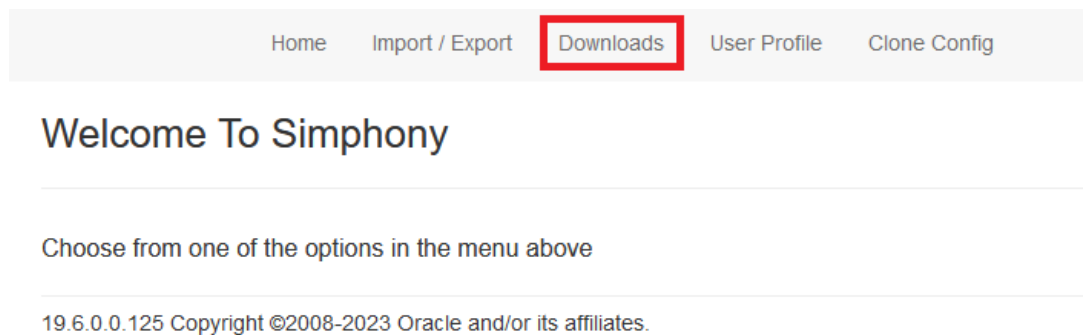 Home Import / Export Downloads User Profile Clone Config
Welcome To Simphony
Choose from one of the options in the menu above
19.6.0.0.125 Copyright ©2008-2023 Oracle and/or its affiliates.